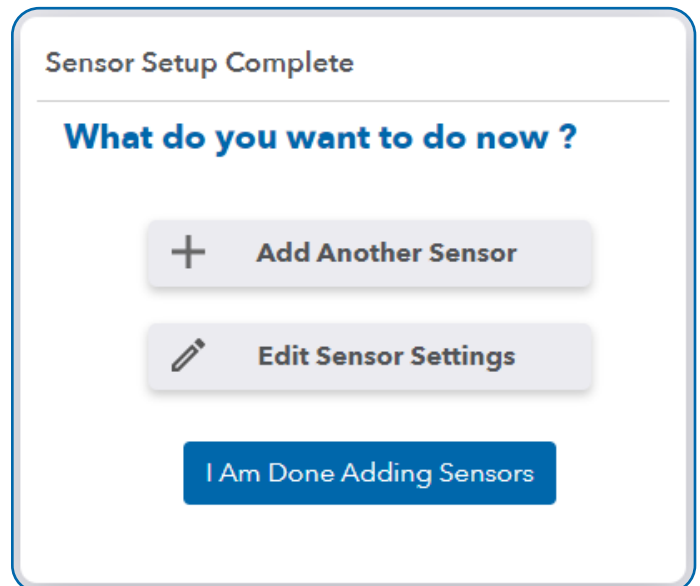 Sensor Setup Complete
What do you want to do now ?
Add Another Sensor
Edit Sensor Settings
I Am Done Adding Sensors